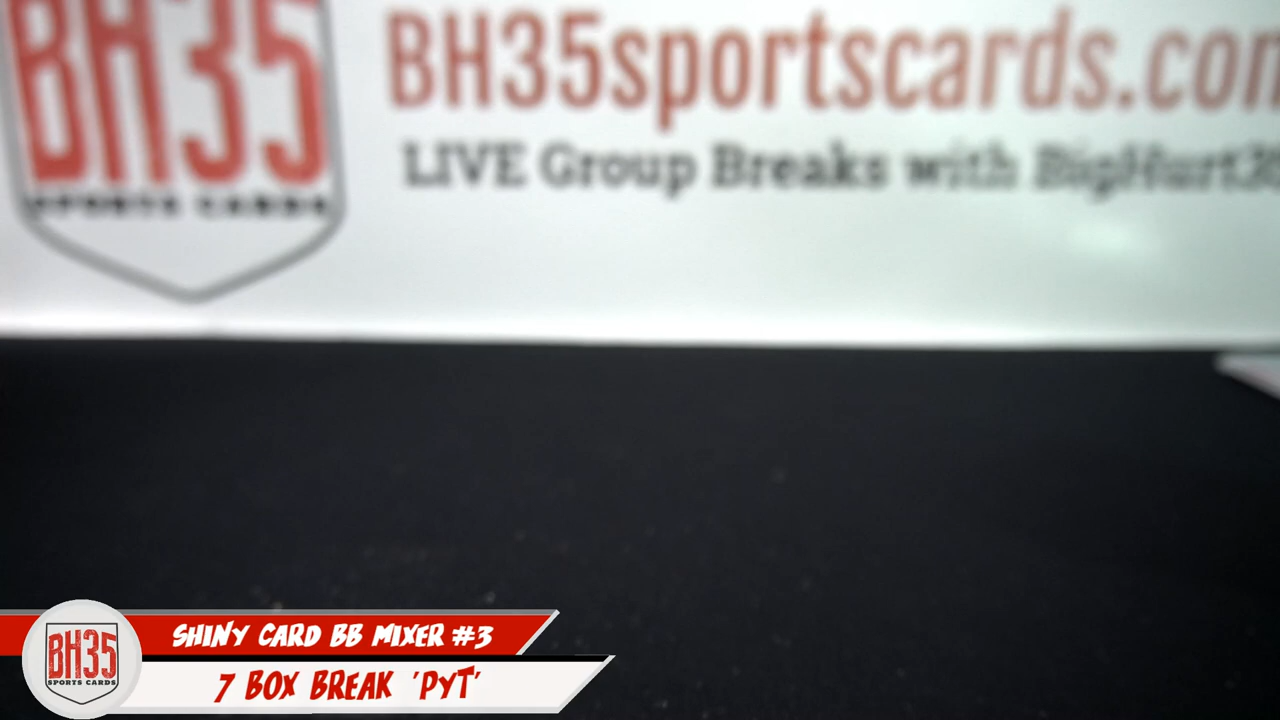 BH35
SPORTS CARDS
BH35sportscards.com
LIVE Group Breaks with BigHurt35
SHINY CARD BB MIXER #3
7 BOX BREAK 'PYT'
BH35
SPORTS CARDS